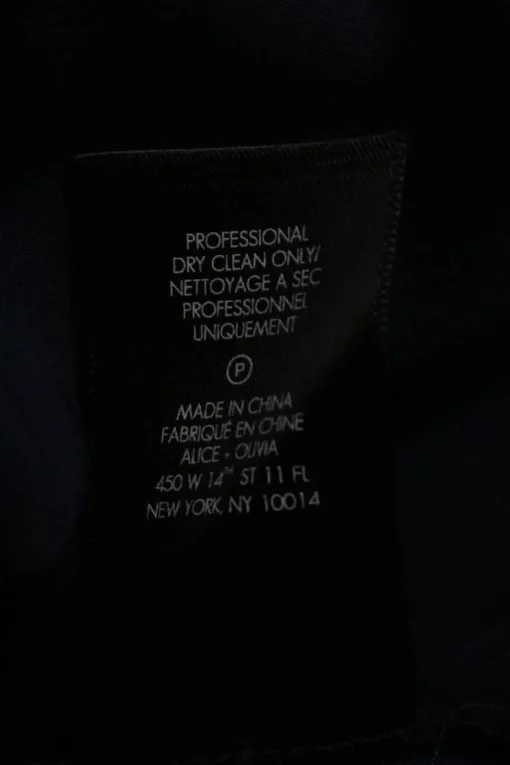 PROFESSIONAL
DRY CLEAN ONLY/
NETTOYAGE A SEC
PROFESSIONNEL
UNIQUEMENT
P
MADE IN CHINA
FABRIQUÉ EN CHINE
ALICE + OLIVIA
450 W 14TH ST 11 FL
NEW YORK, NY 10014